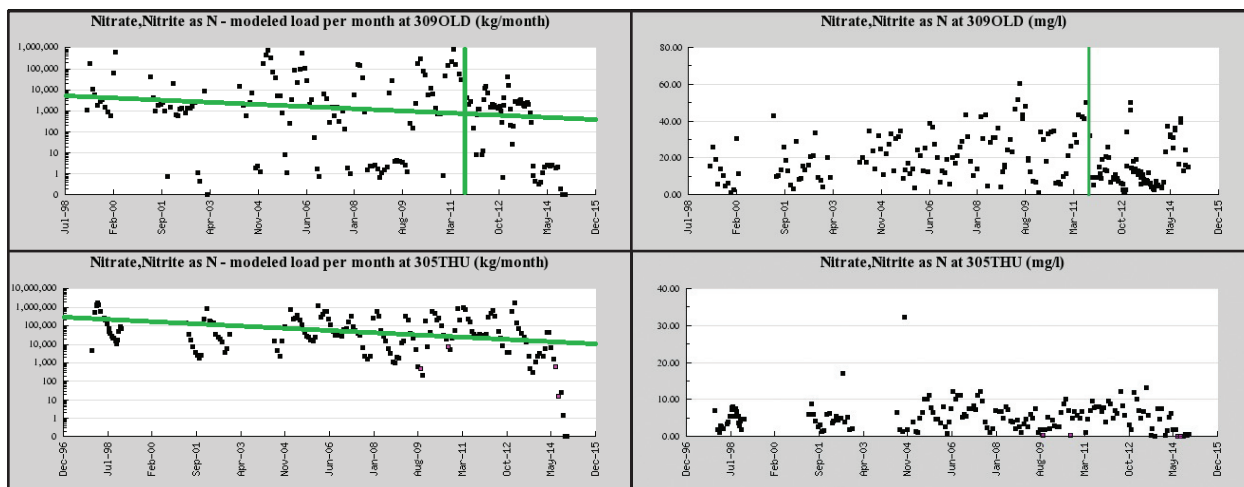 Nitrate,Nitrite as N - modeled load per month at 309OLD (kg/month)
1,000,000
100,000
10,000
1,000
100
10
1
0
Jul-98
Feb-00
Sep-01
Apr-03
Nov-04
Jun-06
Jan-08
Aug-09
Mar-11
Oct-12
May-14
Dec-15
Nitrate,Nitrite as N at 309OLD (mg/l)
80.00
60.00
40.00
20.00
0.00
Jul-98
Feb-00
Sep-01
Apr-03
Nov-04
Jun-06
Jan-08
Aug-09
Mar-11
Oct-12
May-14
Dec-15
Nitrate,Nitrite as N - modeled load per month at 305THU (kg/month)
10,000,000
1,000,000
100,000
10,000
1,000
100
10
1
0
Dec-96
Jul-98
Feb-00
Sep-01
Apr-03
Nov-04
Jun-06
Jan-08
Aug-09
Mar-11
Oct-12
May-14
Dec-15
Nitrate,Nitrite as N at 305THU (mg/l)
40.00
30.00
20.00
10.00
0.00
Dec-96
Jul-98
Feb-00
Sep-01
Apr-03
Nov-04
Jun-06
Jan-08
Aug-09
Mar-11
Oct-12
May-14
Dec-15